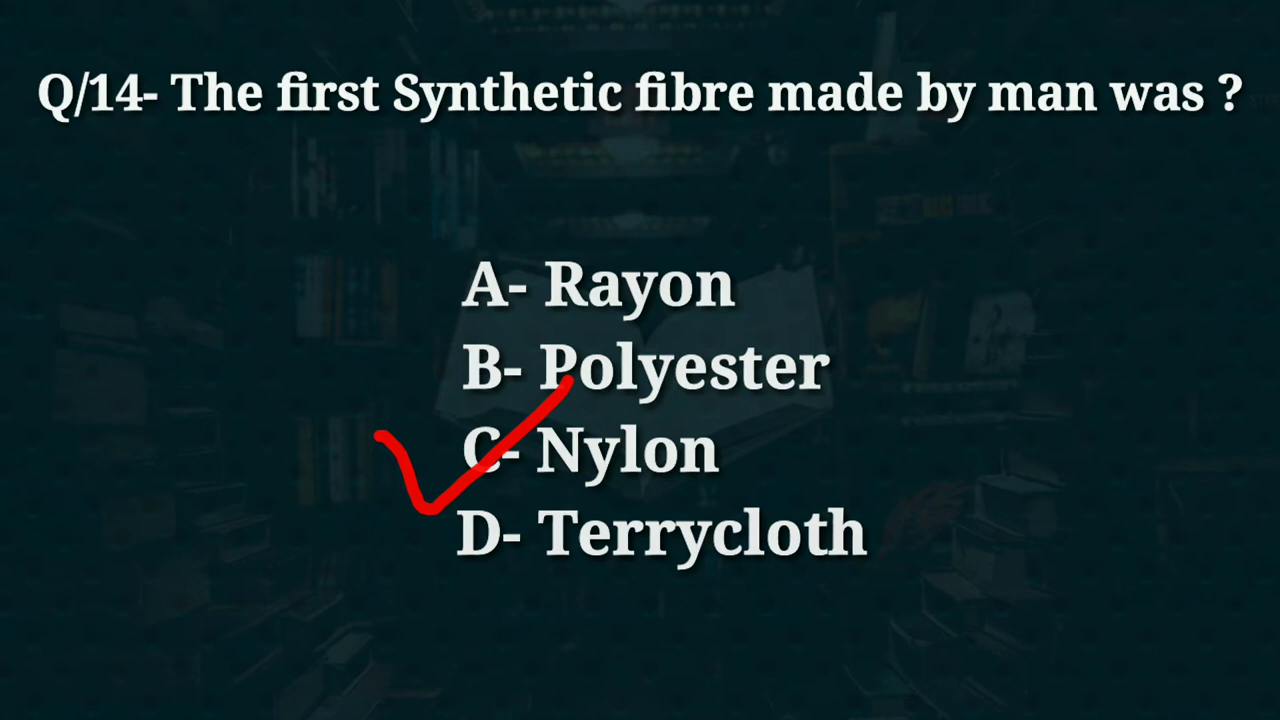 Q/14- The first Synthetic fibre made by man was ?
A- Rayon
B- Polyester
C- Nylon
D- Terrycloth